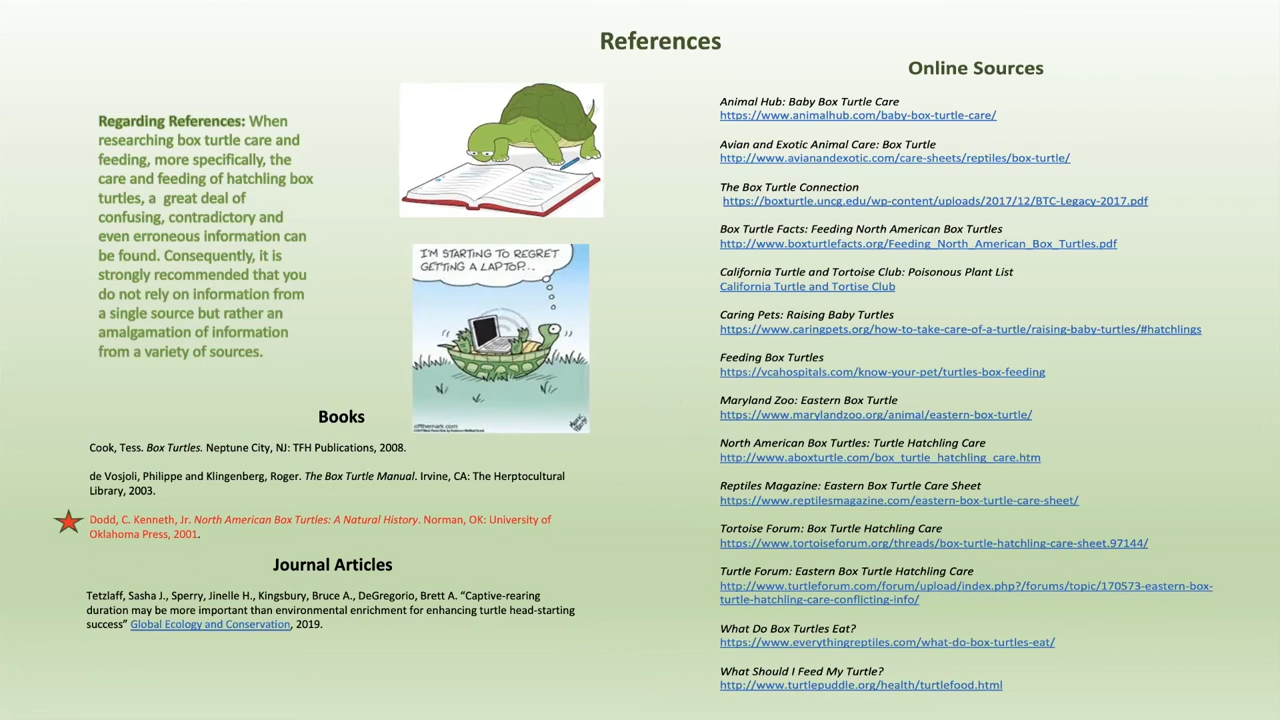 References
Regarding References: When
researching box turtle care and
feeding, more specifically, the
care and feeding of hatchling box
turtles, a great deal of
confusing, contradictory and
even erroneous information can
be found. Consequently, it is
strongly recommended that you
do not rely on information from
a single source but rather an
amalgamation of information
from a variety of sources.
I'M STARTING TO REGRET
GETTING A LAPTOP...
offthemark.com
Books
Cook, Tess. Box Turtles. Neptune City, NJ: TFH Publications, 2008.
de Vosjoli, Philippe and Klingenberg, Roger. The Box Turtle Manual. Irvine, CA: The Herptocultural
Library, 2003.
Dodd, C. Kenneth, Jr. North American Box Turtles: A Natural History. Norman, OK: University of
Oklahoma Press, 2001.
Journal Articles
Tetzlaff, Sasha J., Sperry, Jinelle H., Kingsbury, Bruce A., DeGregorio, Brett A. “Captive-rearing
duration may be more important than environmental enrichment for enhancing turtle head-starting
success” Global Ecology and Conservation, 2019.
Online Sources
Animal Hub: Baby Box Turtle Care
https://www.animalhub.com/baby-box-turtle-care/
Avian and Exotic Animal Care: Box Turtle
http://www.avianandexotic.com/care-sheets/reptiles/box-turtle/
The Box Turtle Connection
https://boxturtle.uncg.edu/wp-content/uploads/2017/12/BTC-Legacy-2017.pdf
Box Turtle Facts: Feeding North American Box Turtles
http://www.boxturtlefacts.org/Feeding_North_American_Box_Turtles.pdf
California Turtle and Tortoise Club: Poisonous Plant List
California Turtle and Tortise Club
Caring Pets: Raising Baby Turtles
https://www.caringpets.org/how-to-take-care-of-a-turtle/raising-baby-turtles/#hatchlings
Feeding Box Turtles
https://vcahospitals.com/know-your-pet/turtles-box-feeding
Maryland Zoo: Eastern Box Turtle
https://www.marylandzoo.org/animal/eastern-box-turtle/
North American Box Turtles: Turtle Hatchling Care
http://www.aboxturtle.com/box_turtle_hatchling_care.htm
Reptiles Magazine: Eastern Box Turtle Care Sheet
https://www.reptilesmagazine.com/eastern-box-turtle-care-sheet/
Tortoise Forum: Box Turtle Hatchling Care
https://www.tortoiseforum.org/threads/box-turtle-hatchling-care-sheet.97144/
Turtle Forum: Eastern Box Turtle Hatchling Care
http://www.turtleforum.com/forum/upload/index.php?/forums/topic/170573-eastern-box-
turtle-hatchling-care-conflicting-info/
What Do Box Turtles Eat?
https://www.everythingreptiles.com/what-do-box-turtles-eat/
What Should I Feed My Turtle?
http://www.turtlepuddle.org/health/turtlefood.html